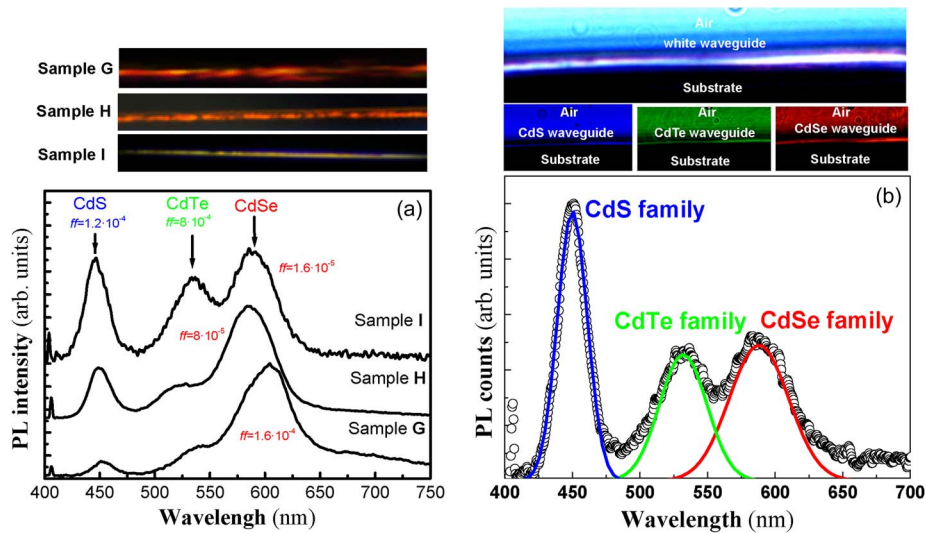 Sample G
Sample H
Sample I
CdS
ff=1.2·10-4
CdTe
ff=8·10-4
CdSe
(a)
ff=1.6·10-5
Sample I
ff=8·10-5
Sample H
Sample G
ff=1.6·10-4
PL intensity (arb. units)
400 450 500 550 600 650 700 750
Wavelengh (nm)
Air
white waveguide
Substrate
Air
CdS waveguide
Substrate
Air
CdTe waveguide
Substrate
Air
CdSe waveguide
Substrate
(b)
CdS family
CdTe family
CdSe family
PL counts (arb. units)
400 450 500 550 600 650 700
Wavelength (nm)